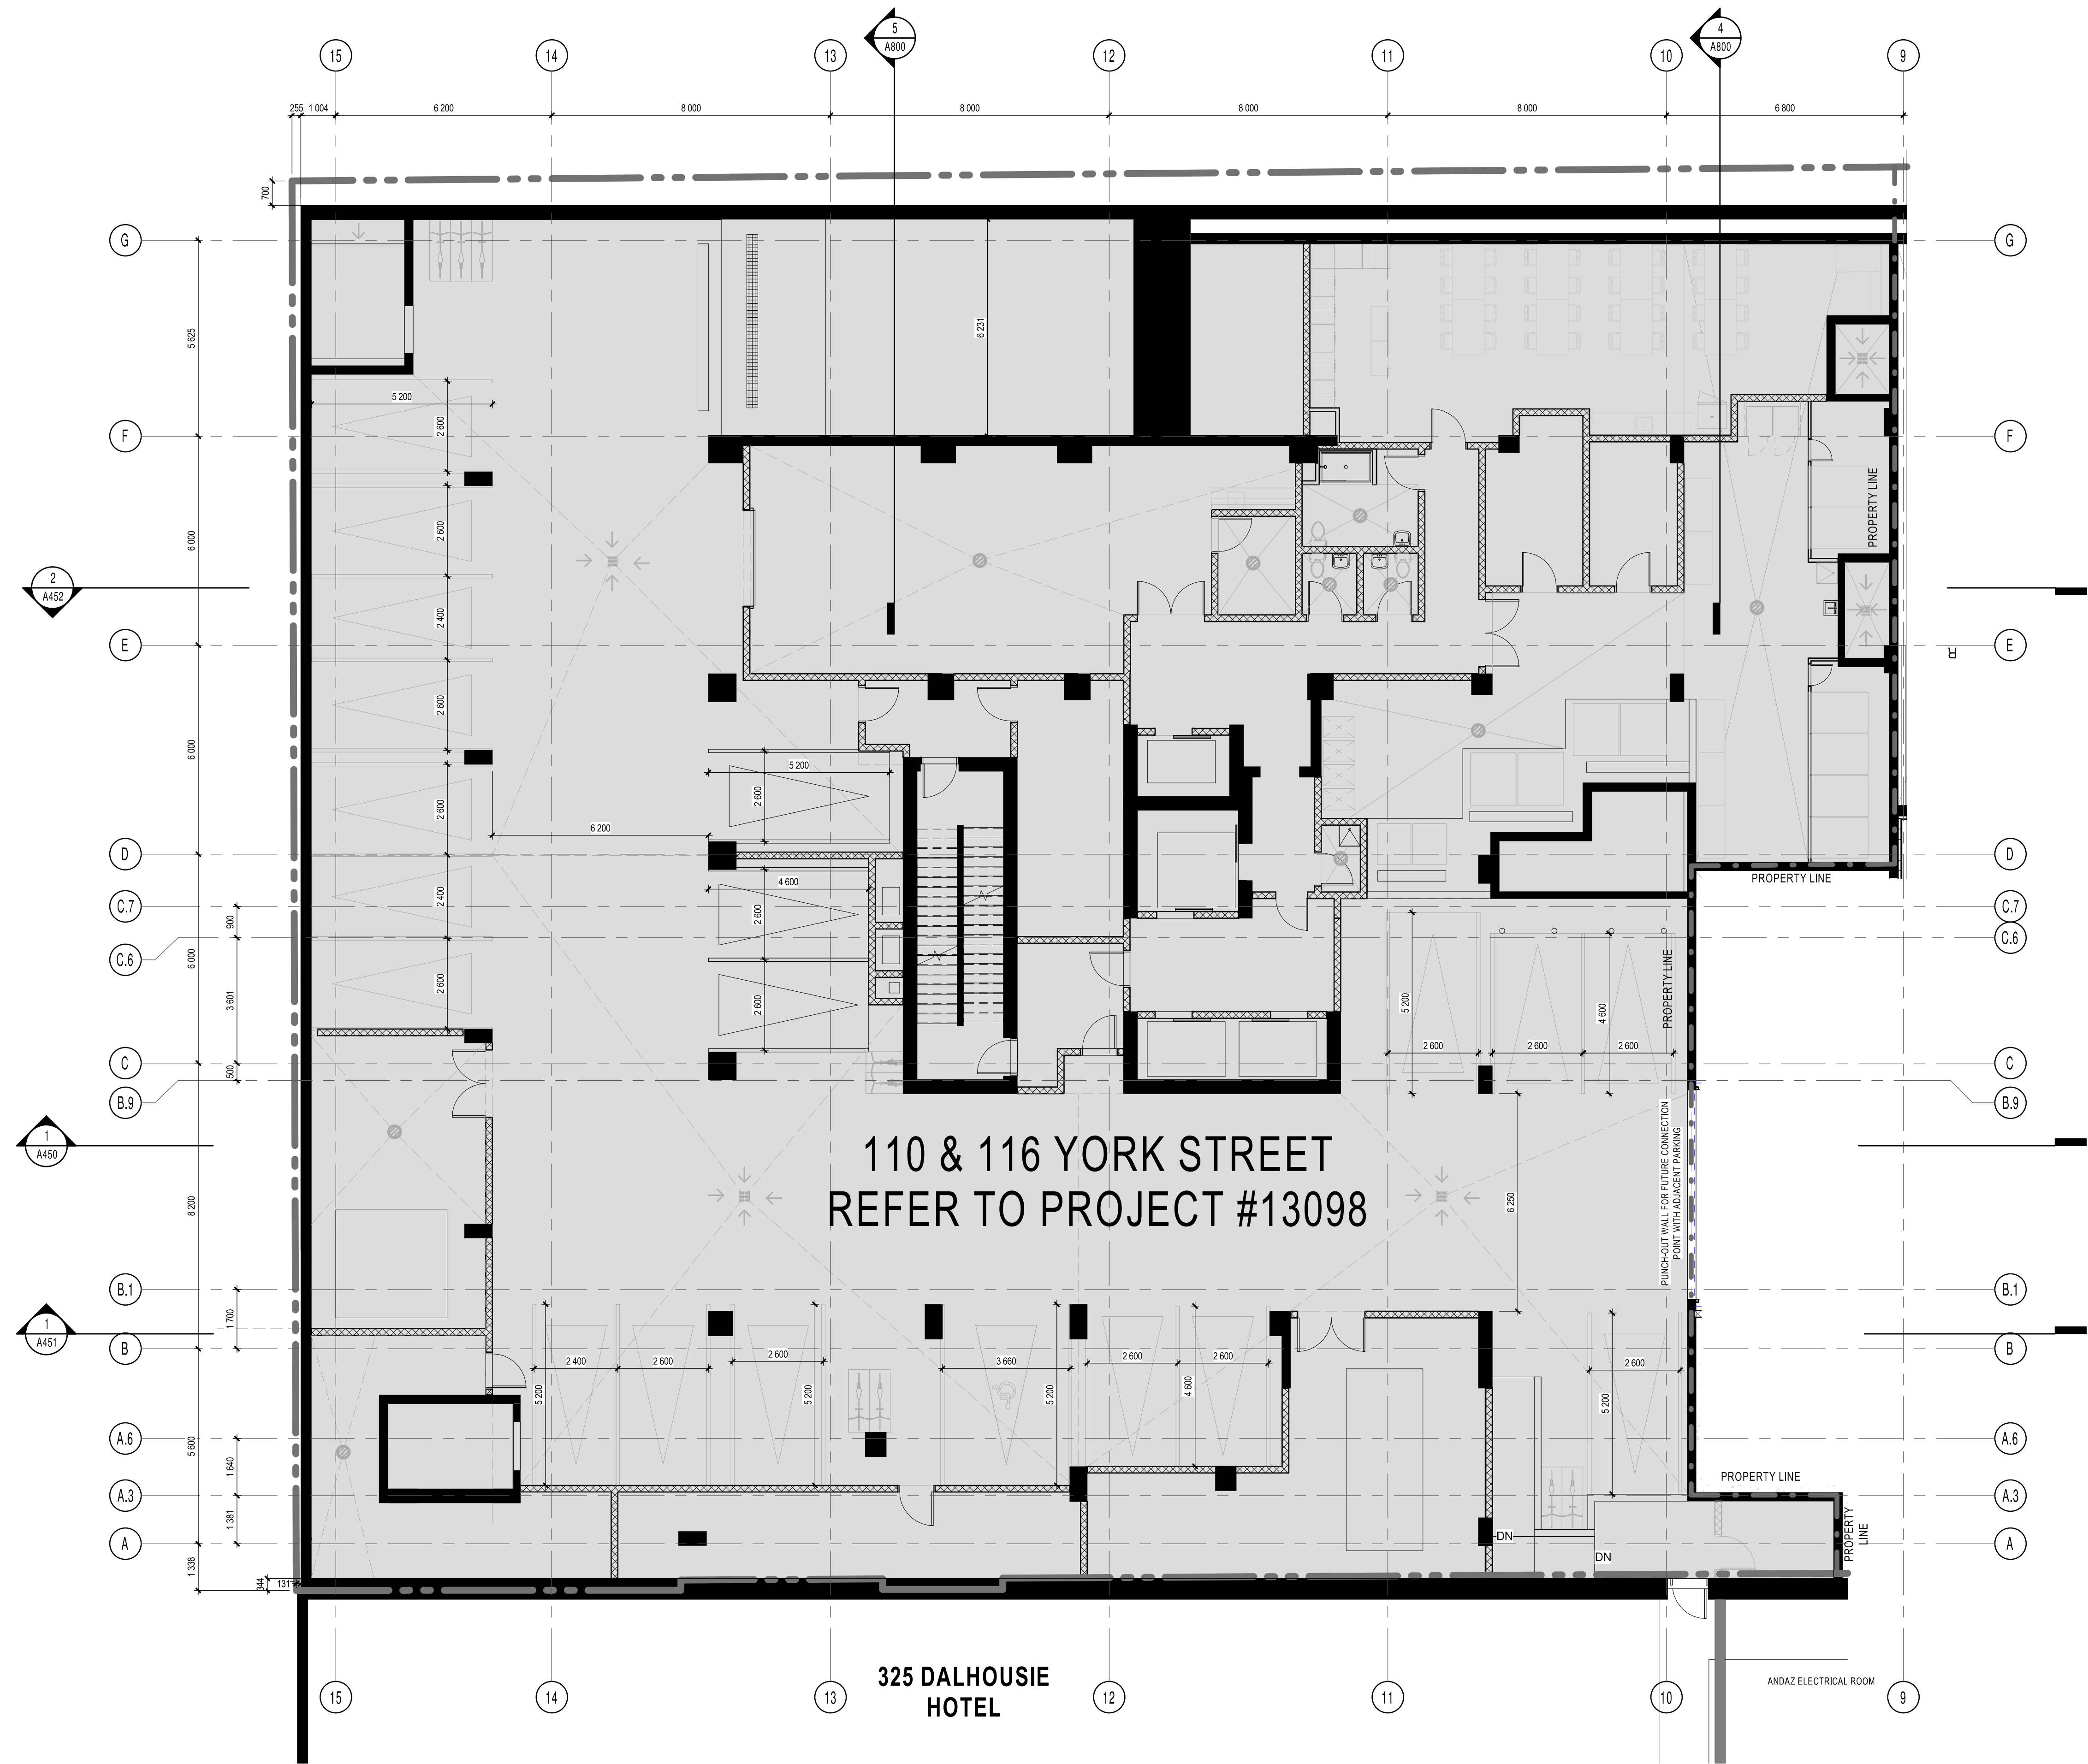 5
A800
4
A800
15
14
13
12
11
10
9
255
1 004
6 200
8 000
8 000
8 000
8 000
6 800
700
G
G
5 625
6 231
5 200
2 600
F
F
PROPERTY LINE
6 000
2 600
2
A452
2 400
E
E
R
2 600
6 000
5 200
2 600
2 600
6 200
D
D
4 600
PROPERTY LINE
2 400
2 600
C.7
C.7
900
C.6
C.6
6 000
2 600
2 600
3 601
5 200
4 600
PROPERTY LINE
2 600
2 600
2 600
C
C
500
B.9
B.9
1
A450
110 & 116 YORK STREET
REFER TO PROJECT #13098
PUNCH-OUT WALL FOR FUTURE CONNECTION
POINT WITH ADJACENT PARKING
6 250
8 200
B.1
B.1
1 700
1
A451
B
B
2 400
2 600
2 600
3 660
2 600
2 600
2 600
5 200
5 200
5 200
4 600
5 200
A.6
A.6
5 600
1 640
PROPERTY LINE
A.3
A.3
1 381
DN
DN
PROPERTY
LINE
A
A
1 338
344
131
325 DALHOUSIE
HOTEL
ANDAZ ELECTRICAL ROOM
15
14
13
12
11
10
9